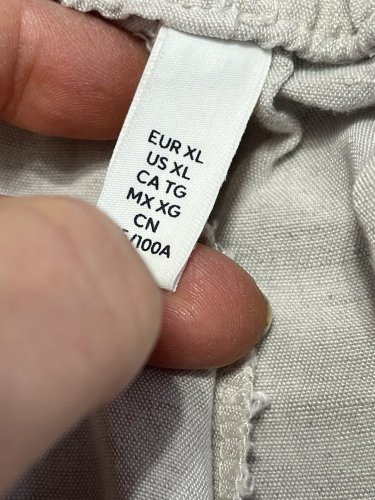 EUR XL
US XL
CA TG
MX XG
CN
/100A